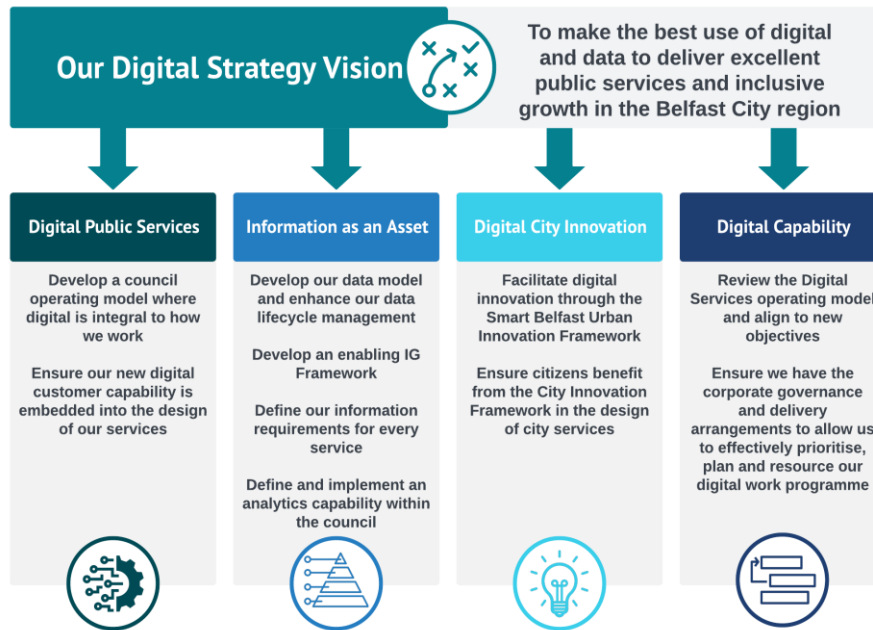 Our Digital Strategy Vision
To make the best use of digital
and data to deliver excellent
public services and inclusive
growth in the Belfast City region
Digital Public Services
Develop a council
operating model where
digital is integral to how
we work
Ensure our new digital
customer capability is
embedded into the design
of our services
Information as an Asset
Develop our data model
and enhance our data
lifecycle management
Develop an enabling IG
Framework
Define our information
requirements for every
service
Define and implement an
analytics capability within
the council
Digital City Innovation
Facilitate digital
innovation through the
Smart Belfast Urban
Innovation Framework
Ensure citizens benefit
from the City Innovation
Framework in the design
of city services
Digital Capability
Review the Digital
Services operating model
and align to new
objectives
Ensure we have the
corporate governance
and delivery
arrangements to allow us
to effectively prioritise,
plan and resource our
digital work programme